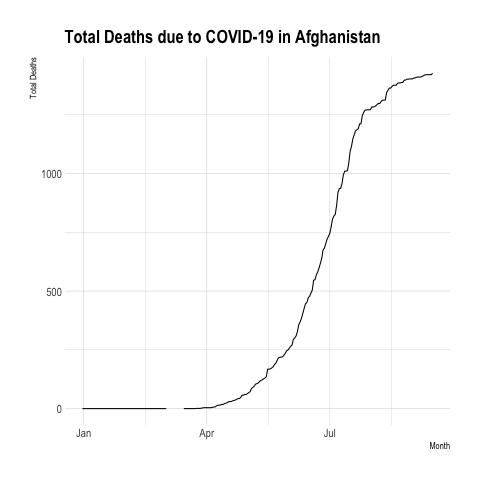 Total Deaths due to COVID-19 in Afghanistan
Total Deaths
1000
500
0
Jan Apr Jul
Month